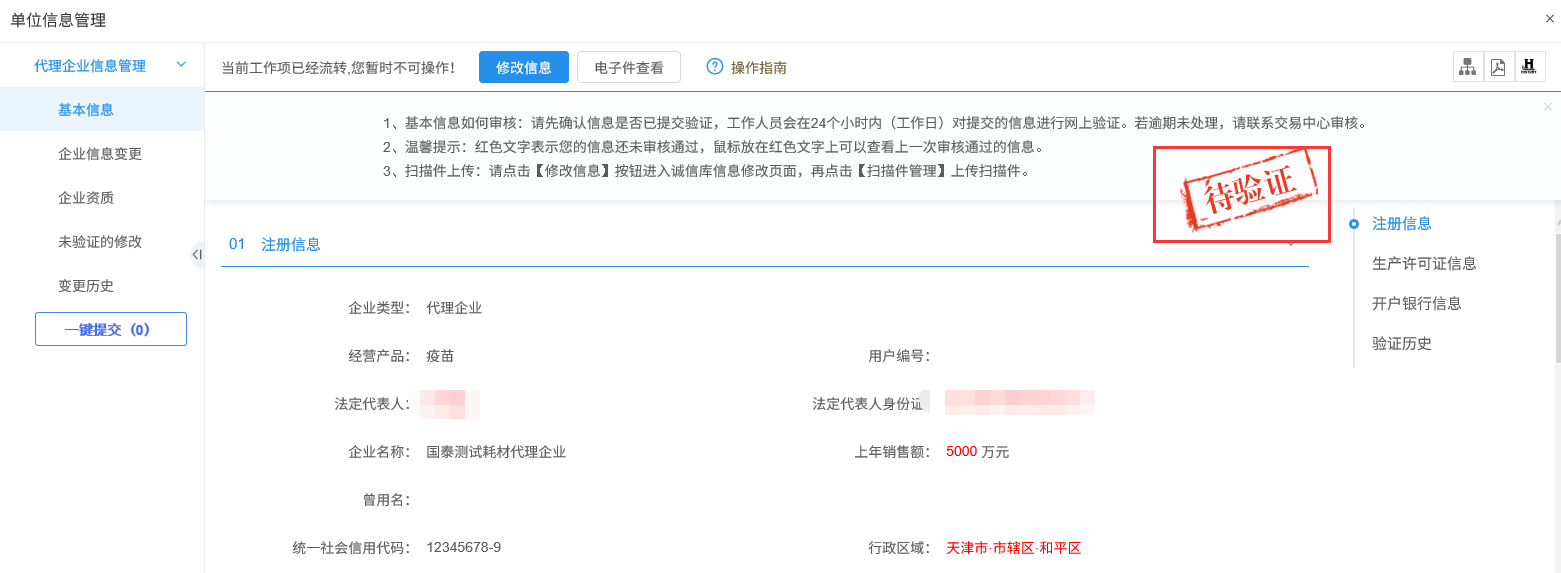 单位信息管理
×
代理企业信息管理
基本信息
企业信息变更
企业资质
未验证的修改
变更历史
一键提交（0）
当前工作项已经流转,您暂时不可操作！
修改信息
电子件查看
? 操作指南
H
HISTORY
1、基本信息如何审核：请先确认信息是否已提交验证，工作人员会在24个小时内（工作日）对提交的信息进行网上验证。若逾期未处理，请联系交易中心审核。
2、温馨提示：红色文字表示您的信息还未审核通过，鼠标放在红色文字上可以查看上一次审核通过的信息。
3、扫描件上传：请点击【修改信息】按钮进入诚信库信息修改页面，再点击【扫描件管理】上传扫描件。
待验证
01 注册信息
企业类型： 代理企业
经营产品： 疫苗 用户编号：
法定代表人： 法定代表人身份证
企业名称： 国泰测试耗材代理企业 上年销售额： 5000 万元
曾用名：
统一社会信用代码： 12345678-9 行政区域： 天津市·市辖区·和平区
注册信息
生产许可证信息
开户银行信息
验证历史